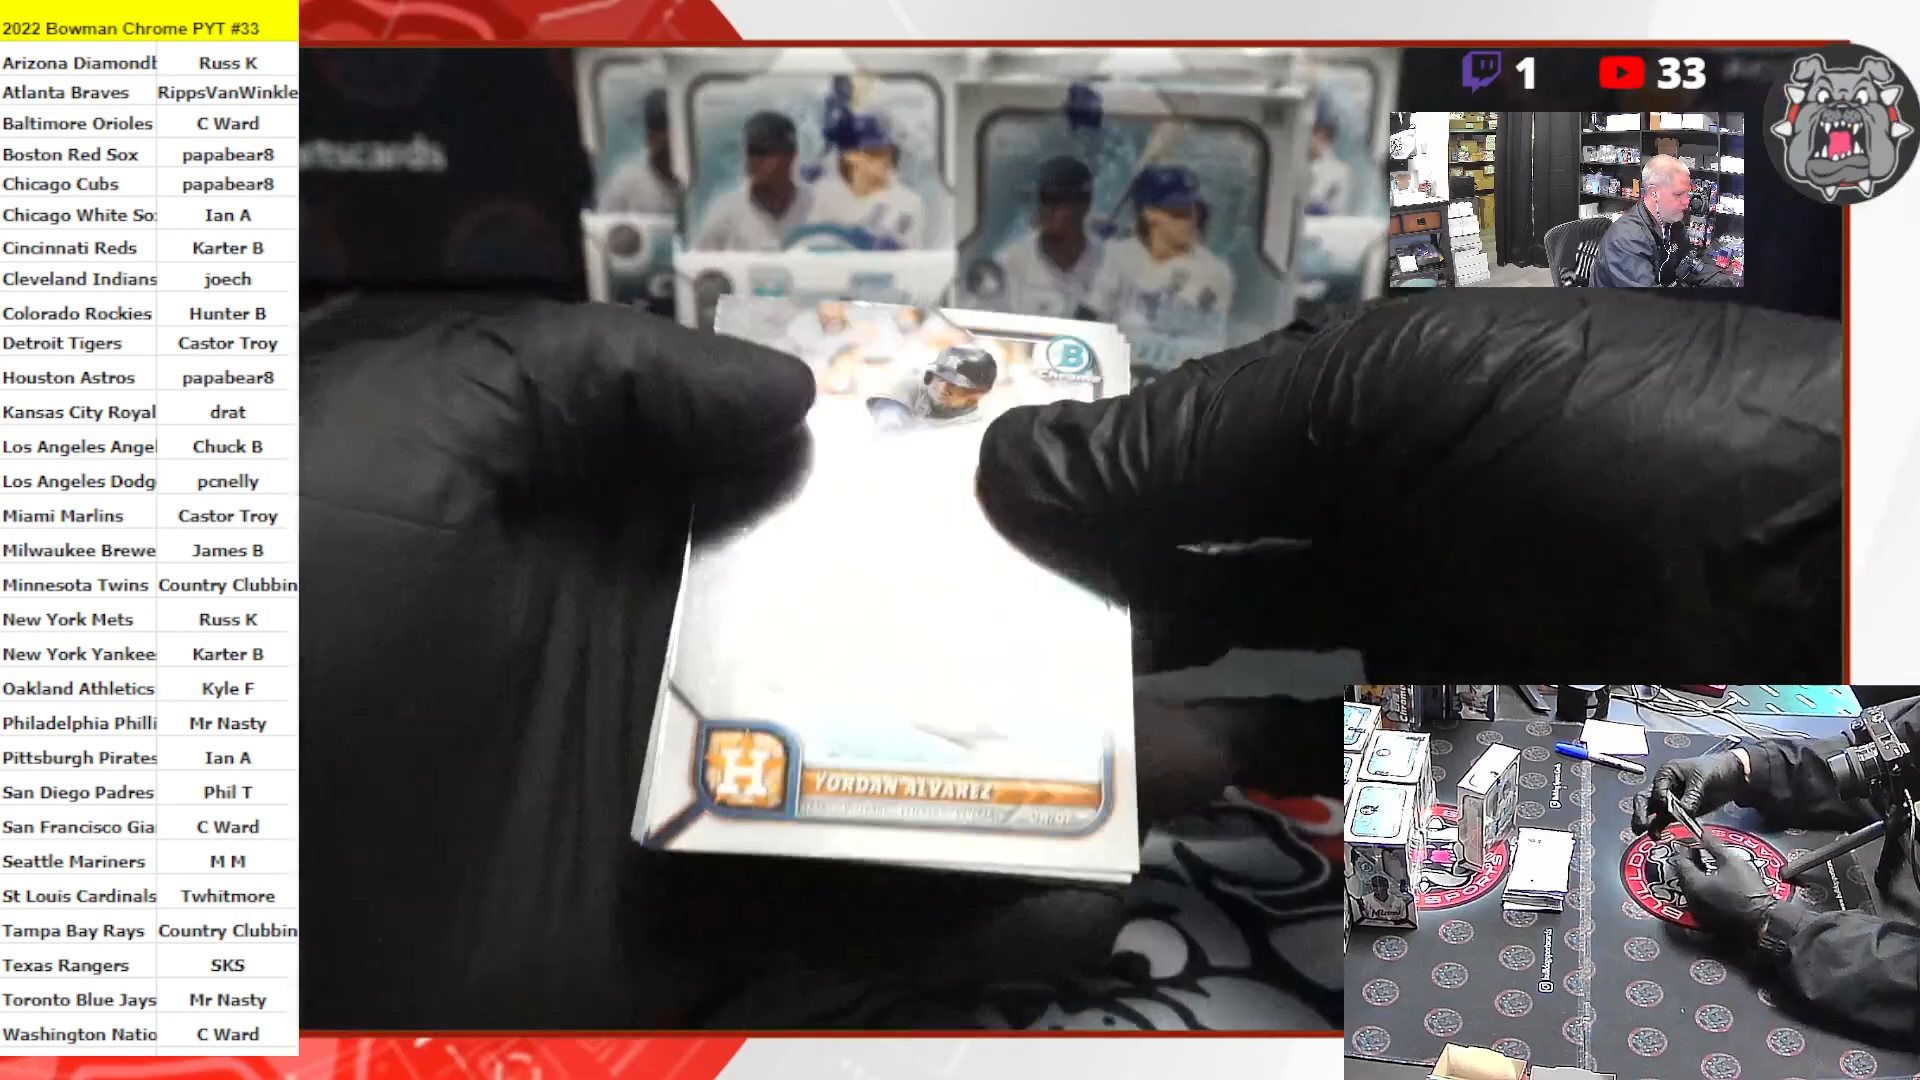 2022 Bowman Chrome PYT #33
Arizona Diamondb Russ K
Atlanta Braves RippsVanWinkle
Baltimore Orioles C Ward
Boston Red Sox papabear8
Chicago Cubs papabear8
Chicago White So Ian A
Cincinnati Reds Karter B
Cleveland Indians joech
Colorado Rockies Hunter B
Detroit Tigers Castor Troy
Houston Astros papabear8
Kansas City Royal drat
Los Angeles Angel Chuck B
Los Angeles Dodg pcnelly
Miami Marlins Castor Troy
Milwaukee Brewe James B
Minnesota Twins Country Clubbin
New York Mets Russ K
New York Yankee Karter B
Oakland Athletics Kyle F
Philadelphia Philli Mr Nasty
Pittsburgh Pirates Ian A
San Diego Padres Phil T
San Francisco Gia C Ward
Seattle Mariners M M
St Louis Cardinals Twhitmore
Tampa Bay Rays Country Clubbin
Texas Rangers SKS
Toronto Blue Jays Mr Nasty
Washington Natio C Ward
1 33
rtscards
B
Chrome
H
YORDAN ALVAREZ